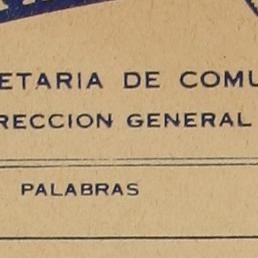 ETARIA DE COMU
RECCION GENERAL
PALABRAS